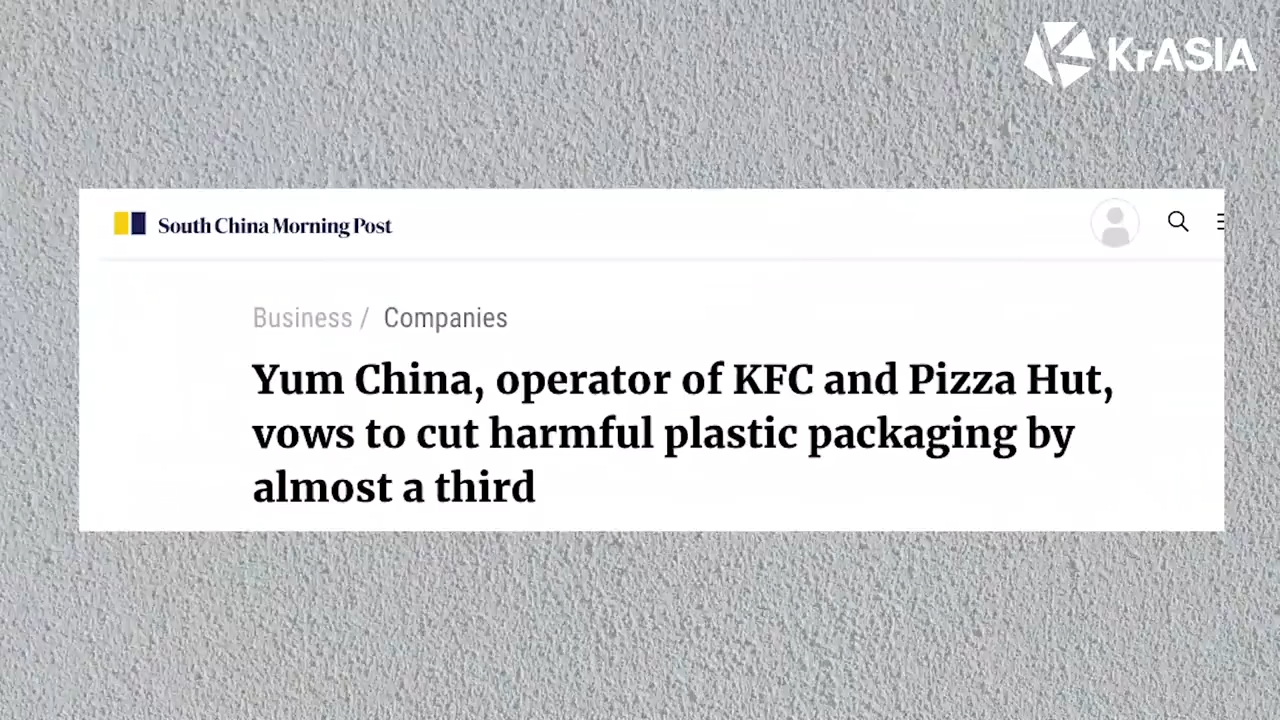 KrASIA
South China Morning Post
Business / Companies
Yum China, operator of KFC and Pizza Hut,
vows to cut harmful plastic packaging by
almost a third